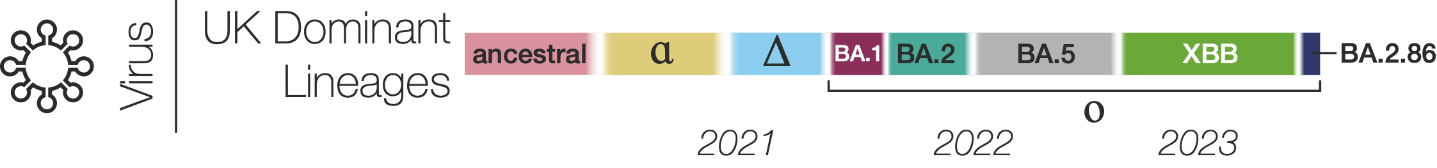 Virus
UK Dominant
Lineages
ancestral α Δ BA.1 BA.2 BA.5 XBB BA.2.86
ο
2021 2022 2023